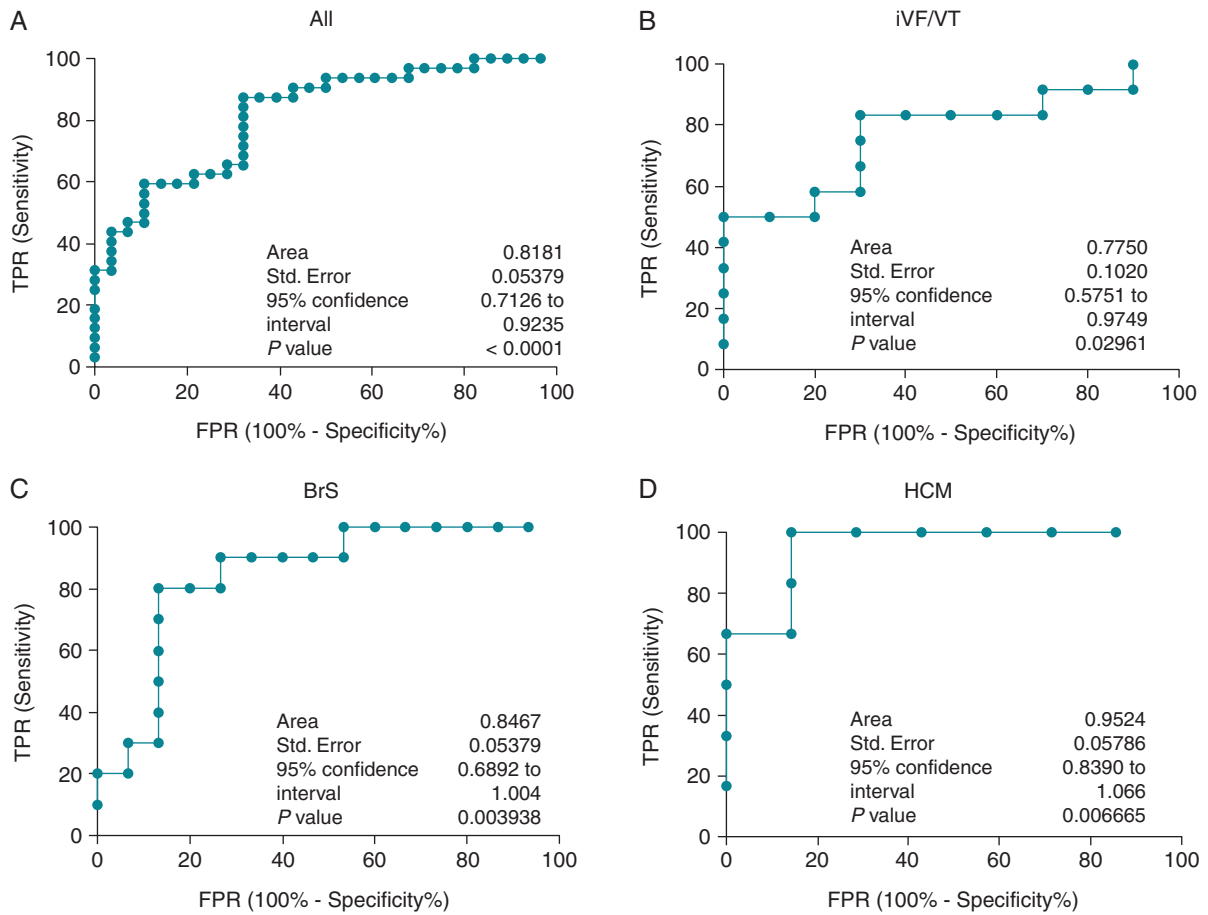 A
All
100
80
60
40
20
0
TPR (Sensitivity)
Area 0.8181
Std. Error 0.05379
95% confidence 0.7126 to
interval 0.9235
P value < 0.0001
0 20 40 60 80 100
FPR (100% - Specificity%)
B
iVF/VT
100
80
60
40
20
0
TPR (Sensitivity)
Area 0.7750
Std. Error 0.1020
95% confidence 0.5751 to
interval 0.9749
P value 0.02961
0 20 40 60 80 100
FPR (100% - Specificity%)
C
BrS
100
80
60
40
20
0
TPR (Sensitivity)
Area 0.8467
Std. Error 0.05379
95% confidence 0.6892 to
interval 1.004
P value 0.003938
0 20 40 60 80 100
FPR (100% - Specificity%)
D
HCM
100
80
60
40
20
0
TPR (Sensitivity)
Area 0.9524
Std. Error 0.05786
95% confidence 0.8390 to
interval 1.066
P value 0.006665
0 20 40 60 80 100
FPR (100% - Specificity%)